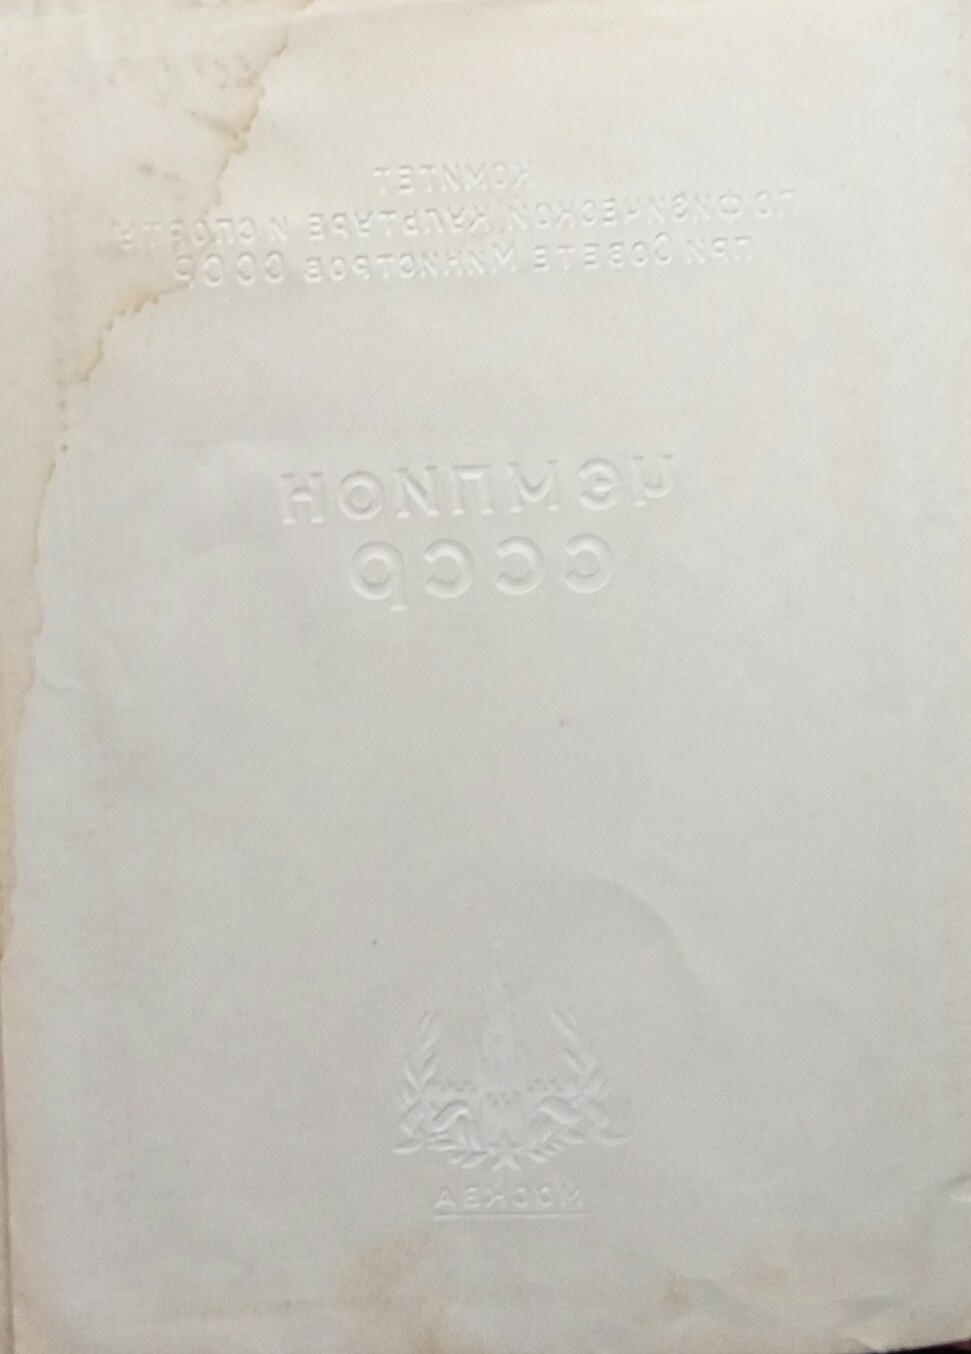 КОМИТЕТ
ПО ФИЗИЧЕСКОЙ КУЛЬТУРЕ И СПОРТУ
ПРИ СОВЕТЕ МИНИСТРОВ СССР
ЧЕМПИОН
СССР
МОСКВА